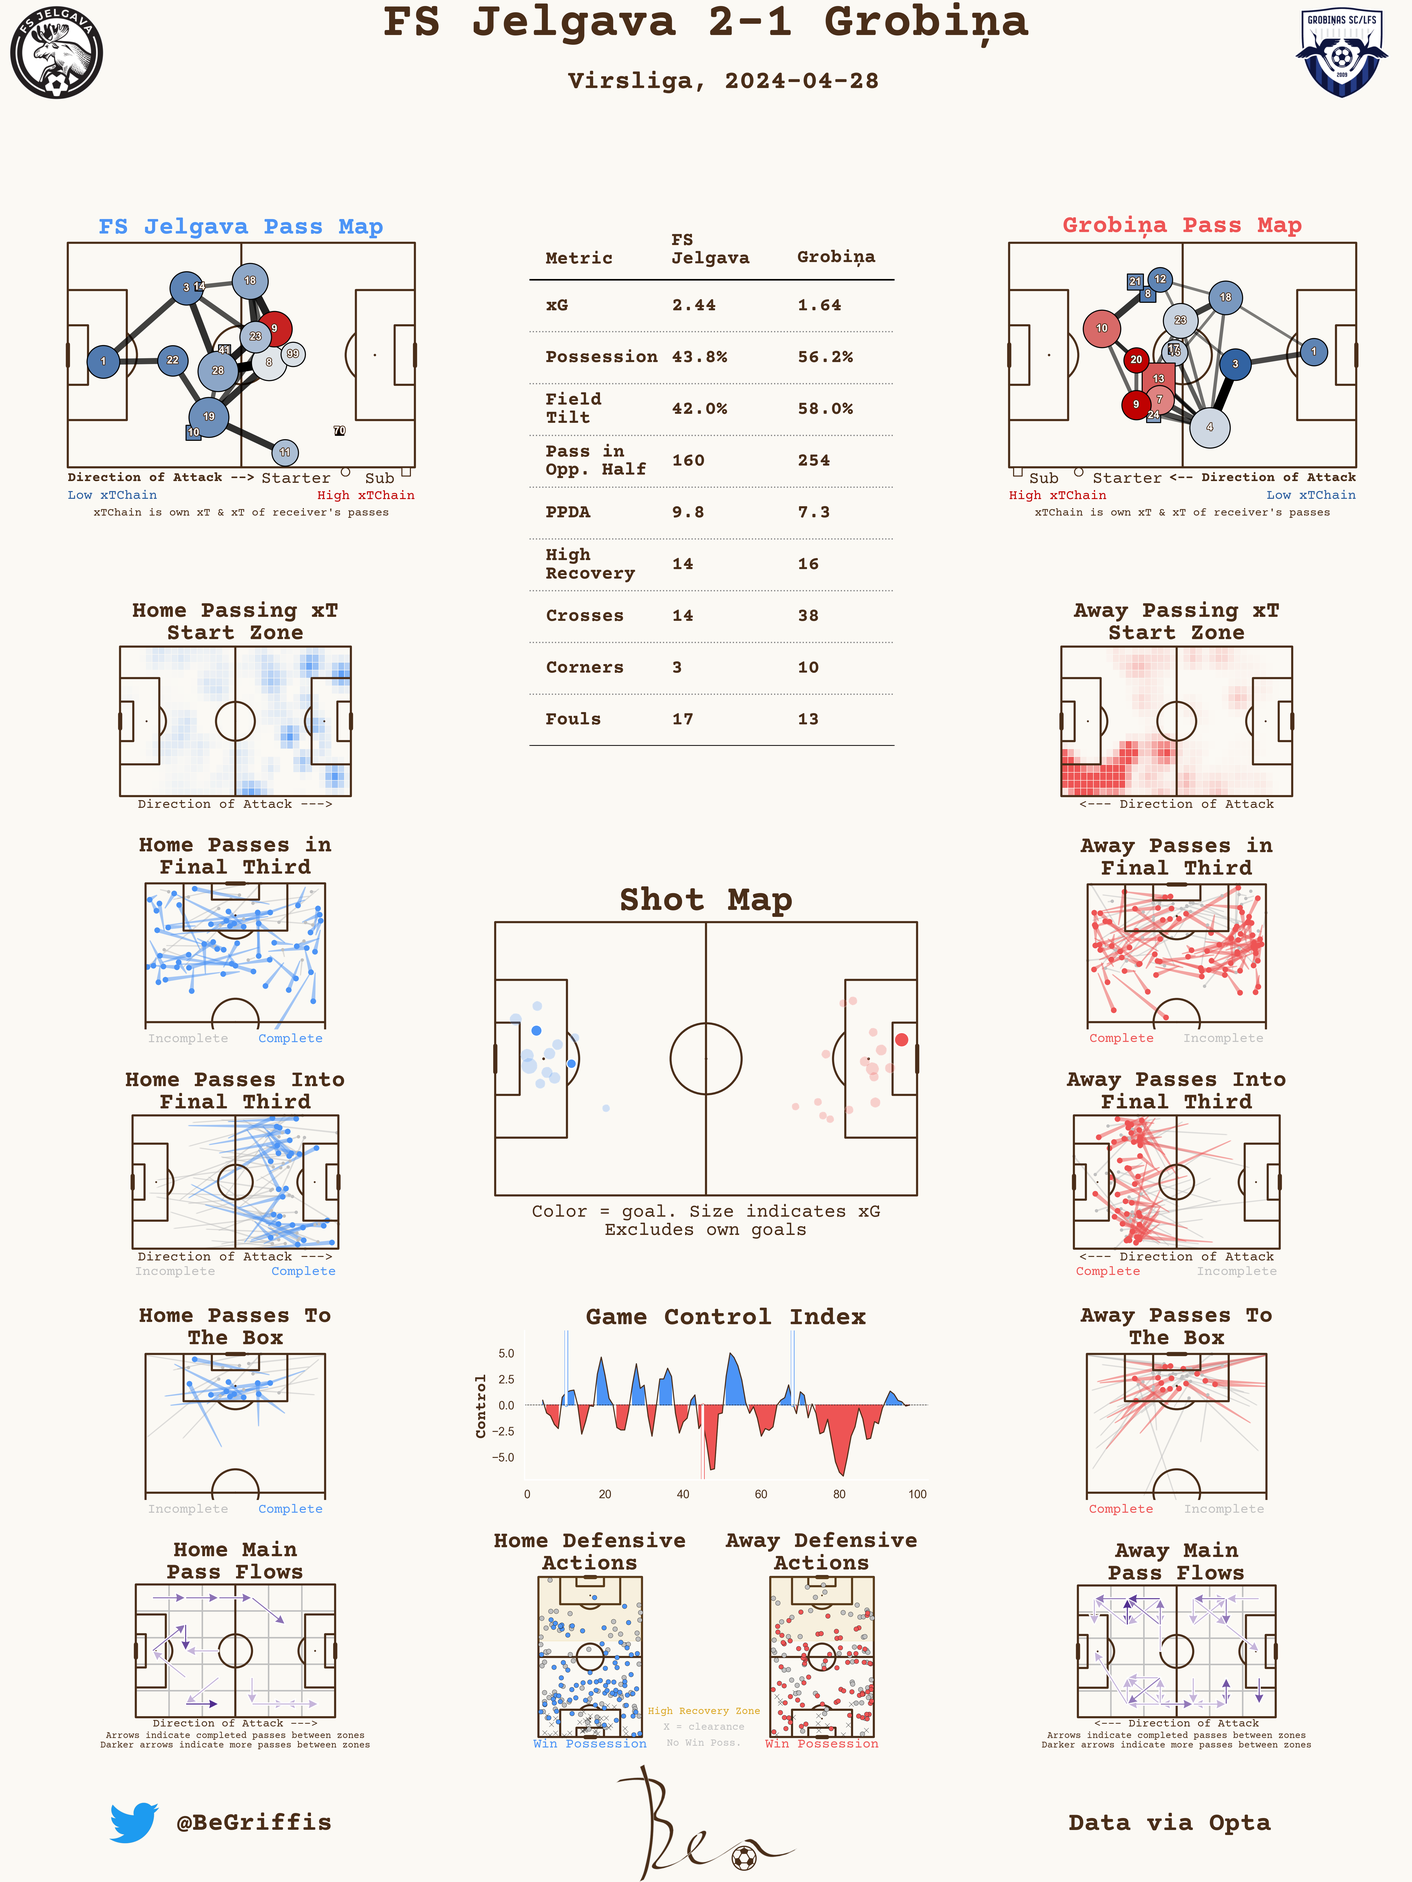 FS Jelgava 2-1 Grobiņa
Virsliga, 2024-04-28
FS JELGAVA
GROBIŅAS SC/LFS
2009
FS Jelgava Pass Map
3 14 18
9
23
1 22 41 8 99
28
19
10
11
70
Direction of Attack --> Starter Sub
Low xTChain High xTChain
xTChain is own xT & xT of receiver's passes
Metric FS Jelgava Grobiņa
xG 2.44 1.64
Possession 43.8% 56.2%
Field Tilt 42.0% 58.0%
Pass in Opp. Half 160 254
PPDA 9.8 7.3
High Recovery 14 16
Crosses 14 38
Corners 3 10
Fouls 17 13
Grobiņa Pass Map
21 12
8 18
10 23
17 1
20 3
13
9 7
24 4
Sub Starter <-- Direction of Attack
High xTChain Low xTChain
xTChain is own xT & xT of receiver's passes
Home Passing xT
Start Zone
Direction of Attack --->
Away Passing xT
Start Zone
<--- Direction of Attack
Home Passes in
Final Third
Incomplete Complete
Away Passes in
Final Third
Complete Incomplete
Shot Map
Color = goal. Size indicates xG
Excludes own goals
Home Passes Into
Final Third
Direction of Attack --->
Incomplete Complete
Away Passes Into
Final Third
<--- Direction of Attack
Complete Incomplete
Home Passes To
The Box
Incomplete Complete
Game Control Index
Control
5.0
2.5
0.0
−2.5
−5.0
0 20 40 60 80 100
Away Passes To
The Box
Complete Incomplete
Home Main
Pass Flows
Direction of Attack --->
Arrows indicate completed passes between zones
Darker arrows indicate more passes between zones
Home Defensive
Actions
Win Possession
Away Defensive
Actions
Win Possession
High Recovery Zone
X = clearance
No Win Poss.
Away Main
Pass Flows
<--- Direction of Attack
Arrows indicate completed passes between zones
Darker arrows indicate more passes between zones
@BeGriffis
Ben
Data via Opta